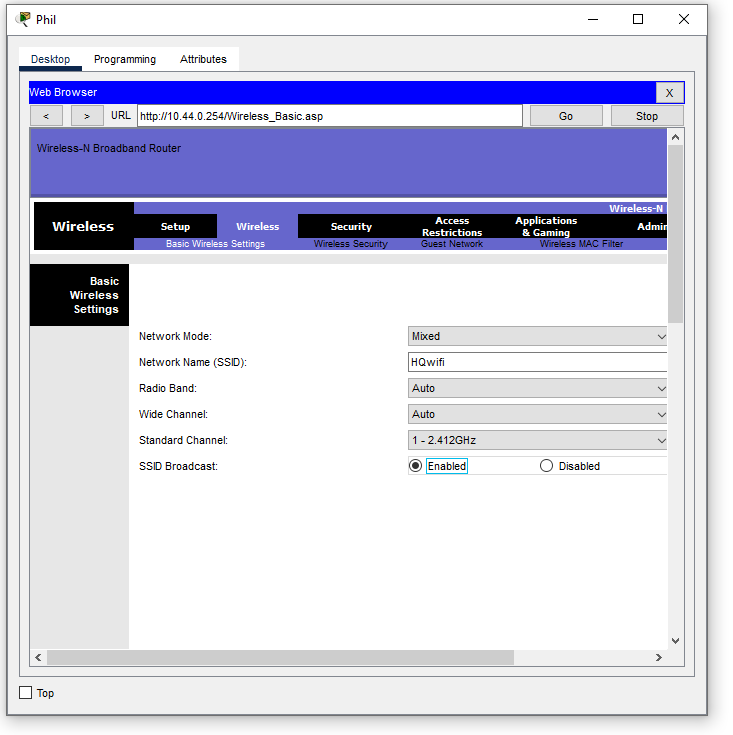 Phil
Desktop Programming Attributes
Web Browser X
< > URL http://10.44.0.254/Wireless_Basic.asp Go Stop
Wireless-N Broadband Router
Wireless-N
Wireless Setup Wireless Security Access Restrictions Applications & Gaming Admin
Basic Wireless Settings Wireless Security Guest Network Wireless MAC Filter
Basic
Wireless
Settings
Network Mode: Mixed
Network Name (SSID): HQwifi
Radio Band: Auto
Wide Channel: Auto
Standard Channel: 1 - 2.412GHz
SSID Broadcast: Enabled Disabled
Top